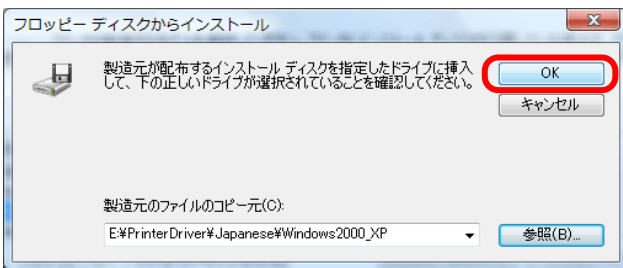 フロッピー ディスクからインストール
製造元が配布するインストール ディスクを指定したドライブに挿入
して、下の正しいドライブが選択されていることを確認してください。
OK
キャンセル
製造元のファイルのコピー元(C):
E:¥PrinterDriver¥Japanese¥Windows2000_XP
参照(B)...